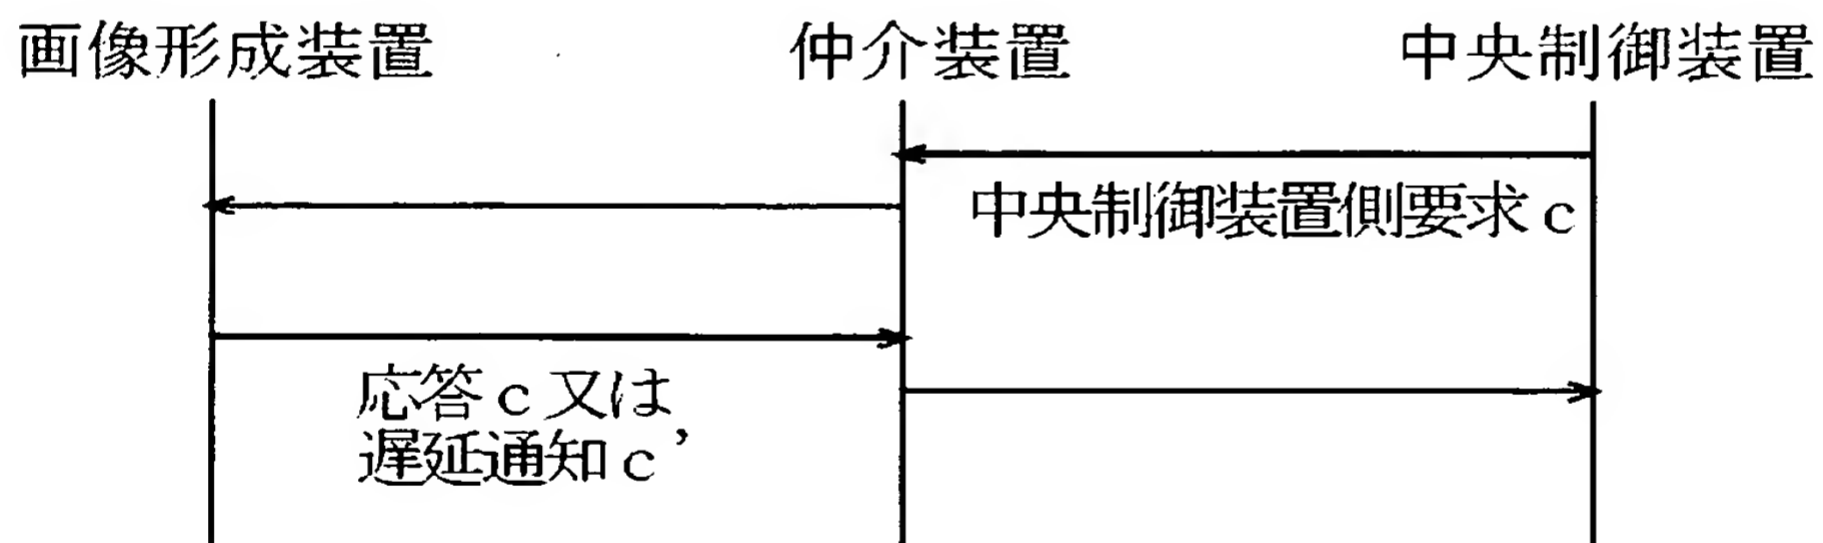 画像形成装置
仲介装置
中央制御装置
中央制御装置側要求c
応答c又は
遅延通知c’